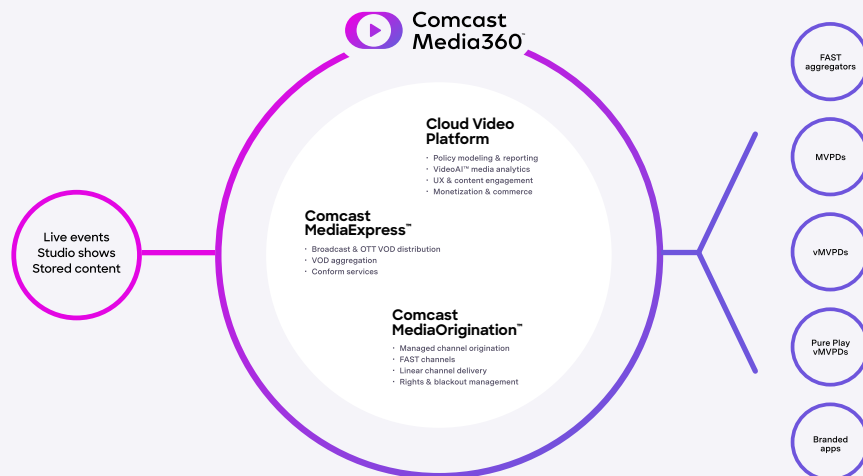 Comcast
Media360™
Live events
Studio shows
Stored content
Cloud Video
Platform
· Policy modeling & reporting
· VideoAI™ media analytics
· UX & content engagement
· Monetization & commerce
Comcast
MediaExpress™
· Broadcast & OTT VOD distribution
· VOD aggregation
· Conform services
Comcast
MediaOrigination™
· Managed channel origination
· FAST channels
· Linear channel delivery
· Rights & blackout management
FAST
aggregators
MVPDs
vMVPDs
Pure Play
vMVPDs
Branded
apps